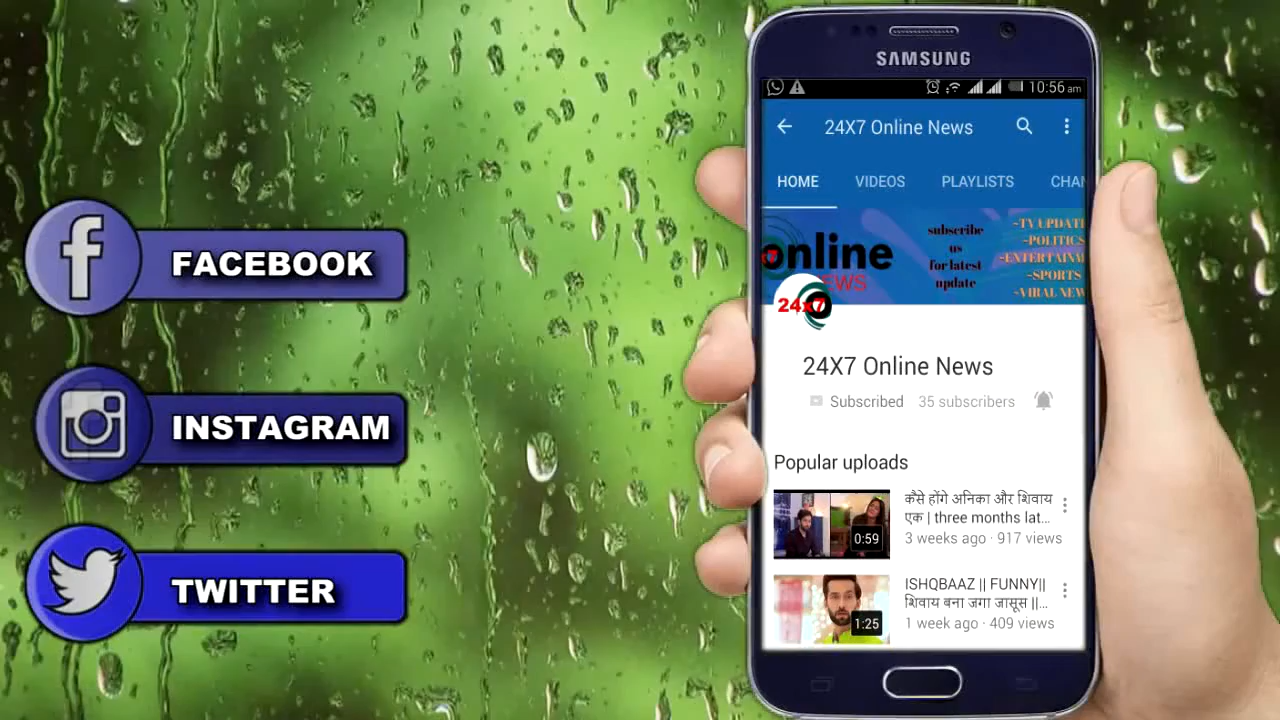 FACEBOOK
INSTAGRAM
TWITTER
SAMSUNG
10:56 am
24X7 Online News
HOME VIDEOS PLAYLISTS CHAN
online
NEWS
subscribe
us
for latest
update
~TV UPDATE
~POLITICS
~ENTERTAINM
~SPORTS
~VIRAL NEW
24x7
24X7 Online News
Subscribed 35 subscribers
Popular uploads
0:59
कैसे होंगे अनिका और शिवाय
एक | three months lat...
3 weeks ago · 917 views
1:25
ISHQBAAZ || FUNNY||
शिवाय बना जगा जासूस ||...
1 week ago · 409 views